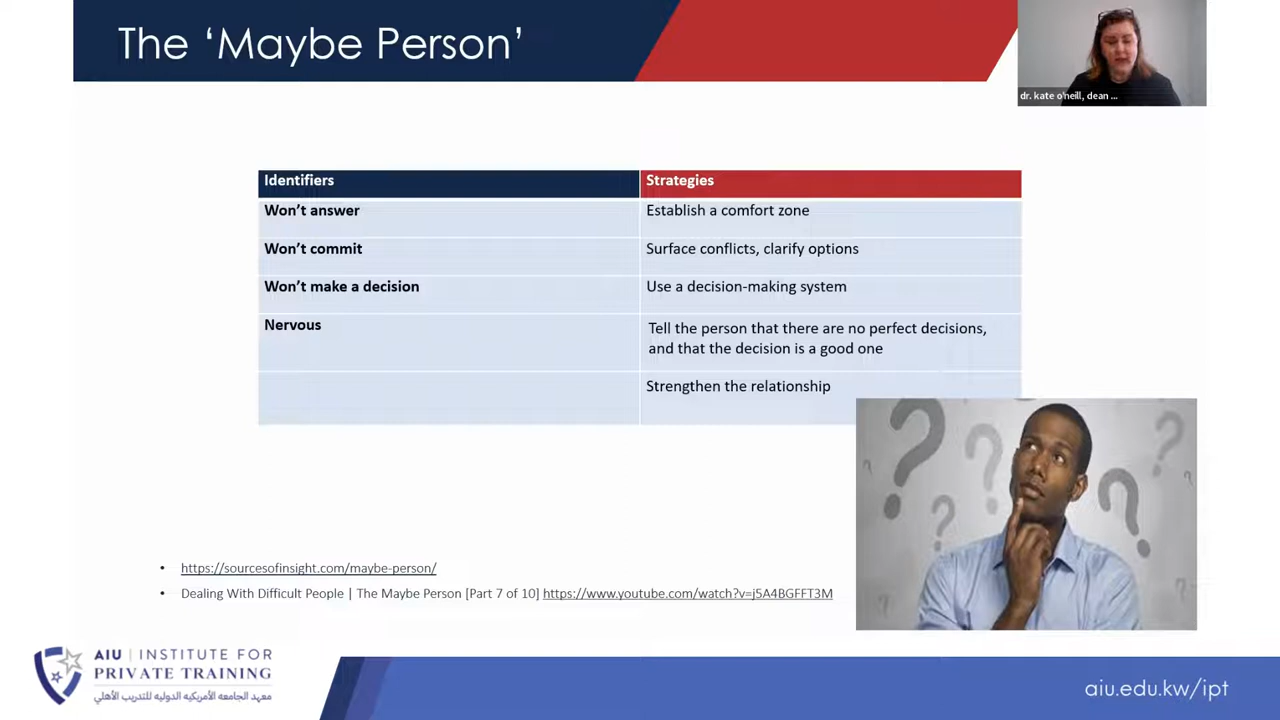 The ‘Maybe Person’
dr. kate o'neill, dean ...
Identifiers
Strategies
Won’t answer
Establish a comfort zone
Won’t commit
Surface conflicts, clarify options
Won’t make a decision
Use a decision-making system
Nervous
Tell the person that there are no perfect decisions,
and that the decision is a good one
Strengthen the relationship
• https://sourcesofinsight.com/maybe-person/
• Dealing With Difficult People | The Maybe Person [Part 7 of 10] https://www.youtube.com/watch?v=j5A4BGFFT3M
AIU | INSTITUTE FOR
PRIVATE TRAINING
معهد الجامعة الأمريكية الدولية للتدريب الأهلي
aiu.edu.kw/ipt